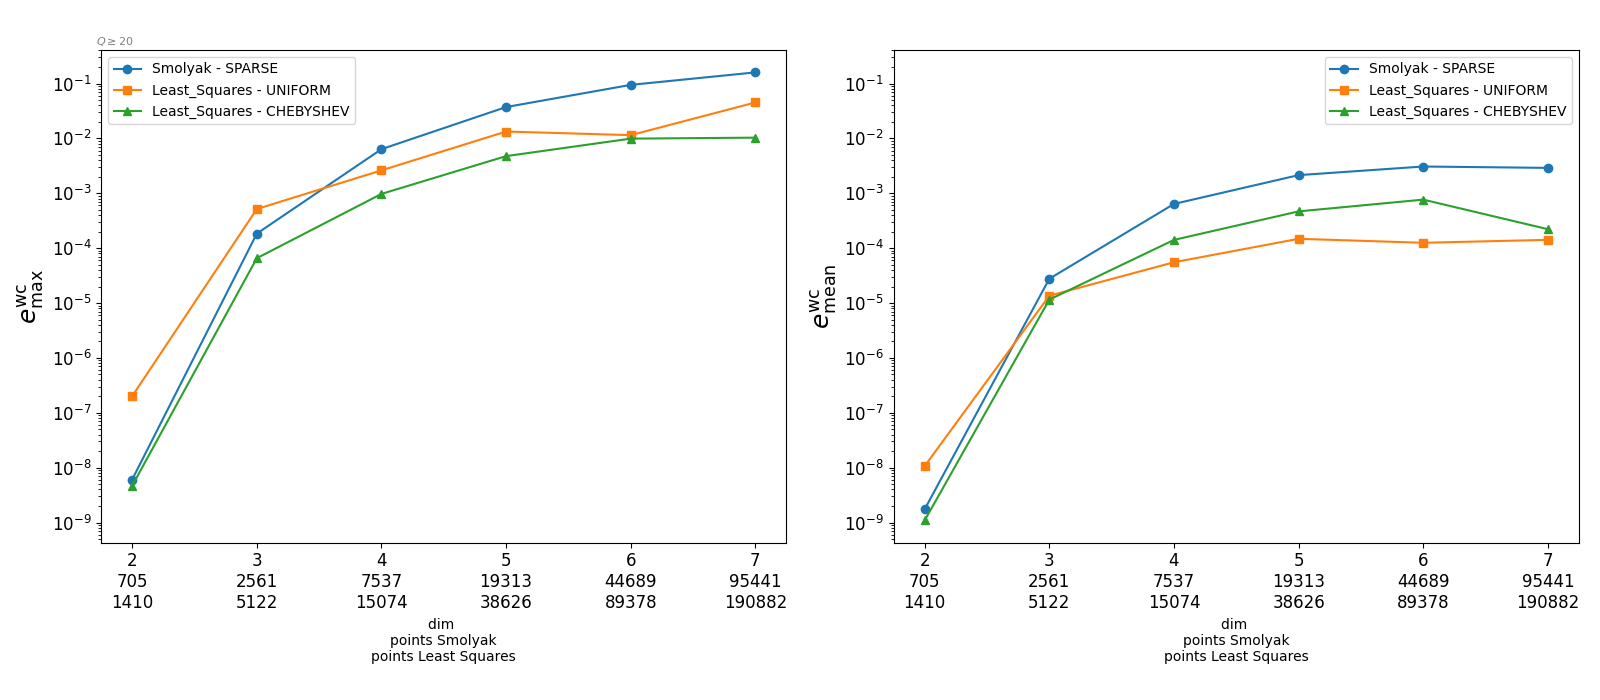 Q ≥ 20
Smolyak - SPARSE
Least_Squares - UNIFORM
Least_Squares - CHEBYSHEV
10⁻¹
10⁻²
10⁻³
10⁻⁴
10⁻⁵
10⁻⁶
10⁻⁷
10⁻⁸
10⁻⁹
e^wc_max
2 3 4 5 6 7
705 2561 7537 19313 44689 95441
1410 5122 15074 38626 89378 190882
dim
points Smolyak
points Least Squares
Smolyak - SPARSE
Least_Squares - UNIFORM
Least_Squares - CHEBYSHEV
10⁻¹
10⁻²
10⁻³
10⁻⁴
10⁻⁵
10⁻⁶
10⁻⁷
10⁻⁸
10⁻⁹
e^wc_mean
2 3 4 5 6 7
705 2561 7537 19313 44689 95441
1410 5122 15074 38626 89378 190882
dim
points Smolyak
points Least Squares